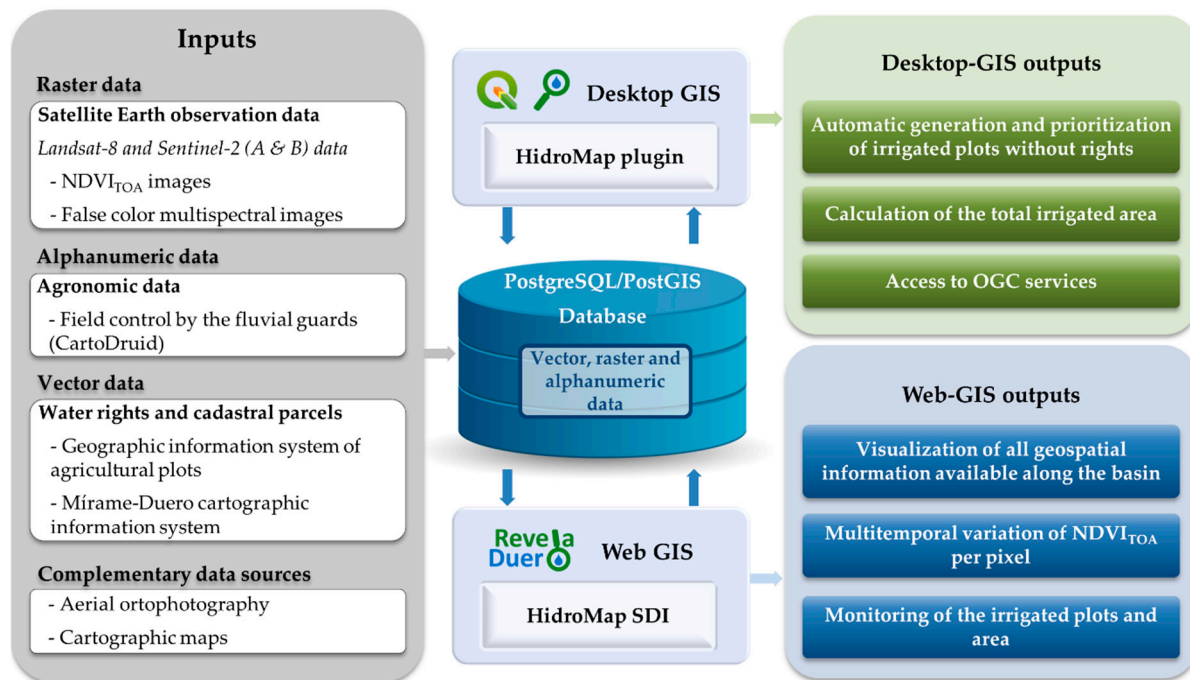 Inputs
Raster data
Satellite Earth observation data
Landsat-8 and Sentinel-2 (A & B) data
- NDVITOA images
- False color multispectral images
Alphanumeric data
Agronomic data
- Field control by the fluvial guards
(CartoDruid)
Vector data
Water rights and cadastral parcels
- Geographic information system of
agricultural plots
- Mírame-Duero cartographic
information system
Complementary data sources
- Aerial ortophotography
- Cartographic maps
Desktop GIS
HidroMap plugin
PostgreSQL/PostGIS
Database
Vector, raster and
alphanumeric
data
Revela
Duero
Web GIS
HidroMap SDI
Desktop-GIS outputs
Automatic generation and prioritization
of irrigated plots without rights
Calculation of the total irrigated area
Access to OGC services
Web-GIS outputs
Visualization of all geospatial
information available along the basin
Multitemporal variation of NDVITOA
per pixel
Monitoring of the irrigated plots and
area